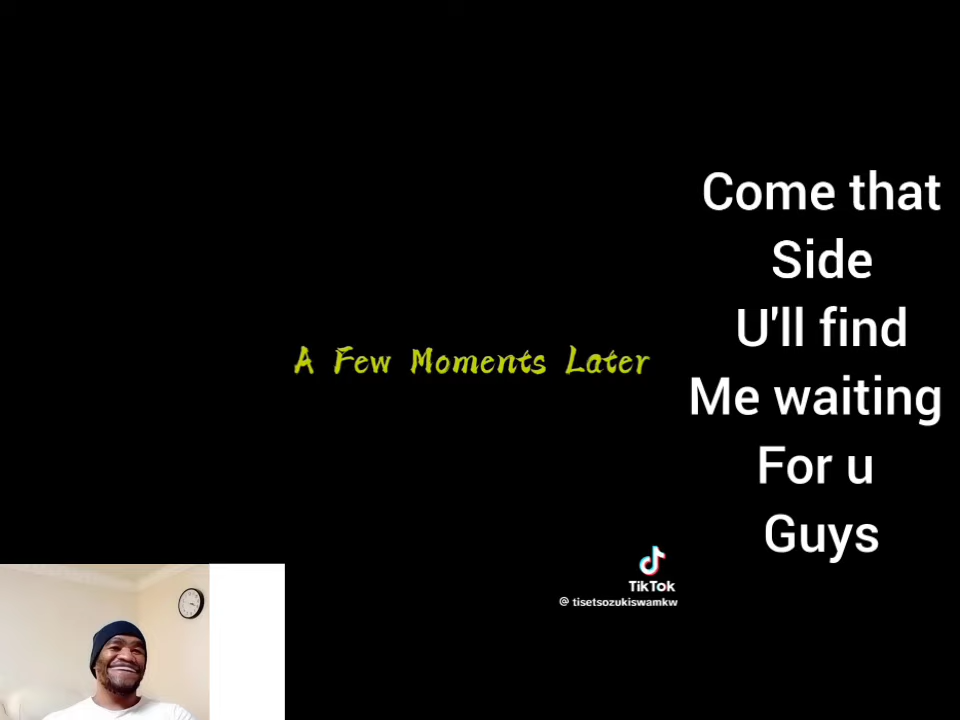 Come that
Side
U'll find
Me waiting
For u
Guys
A Few Moments Later
TikTok
@ tisetsozukiswamkw